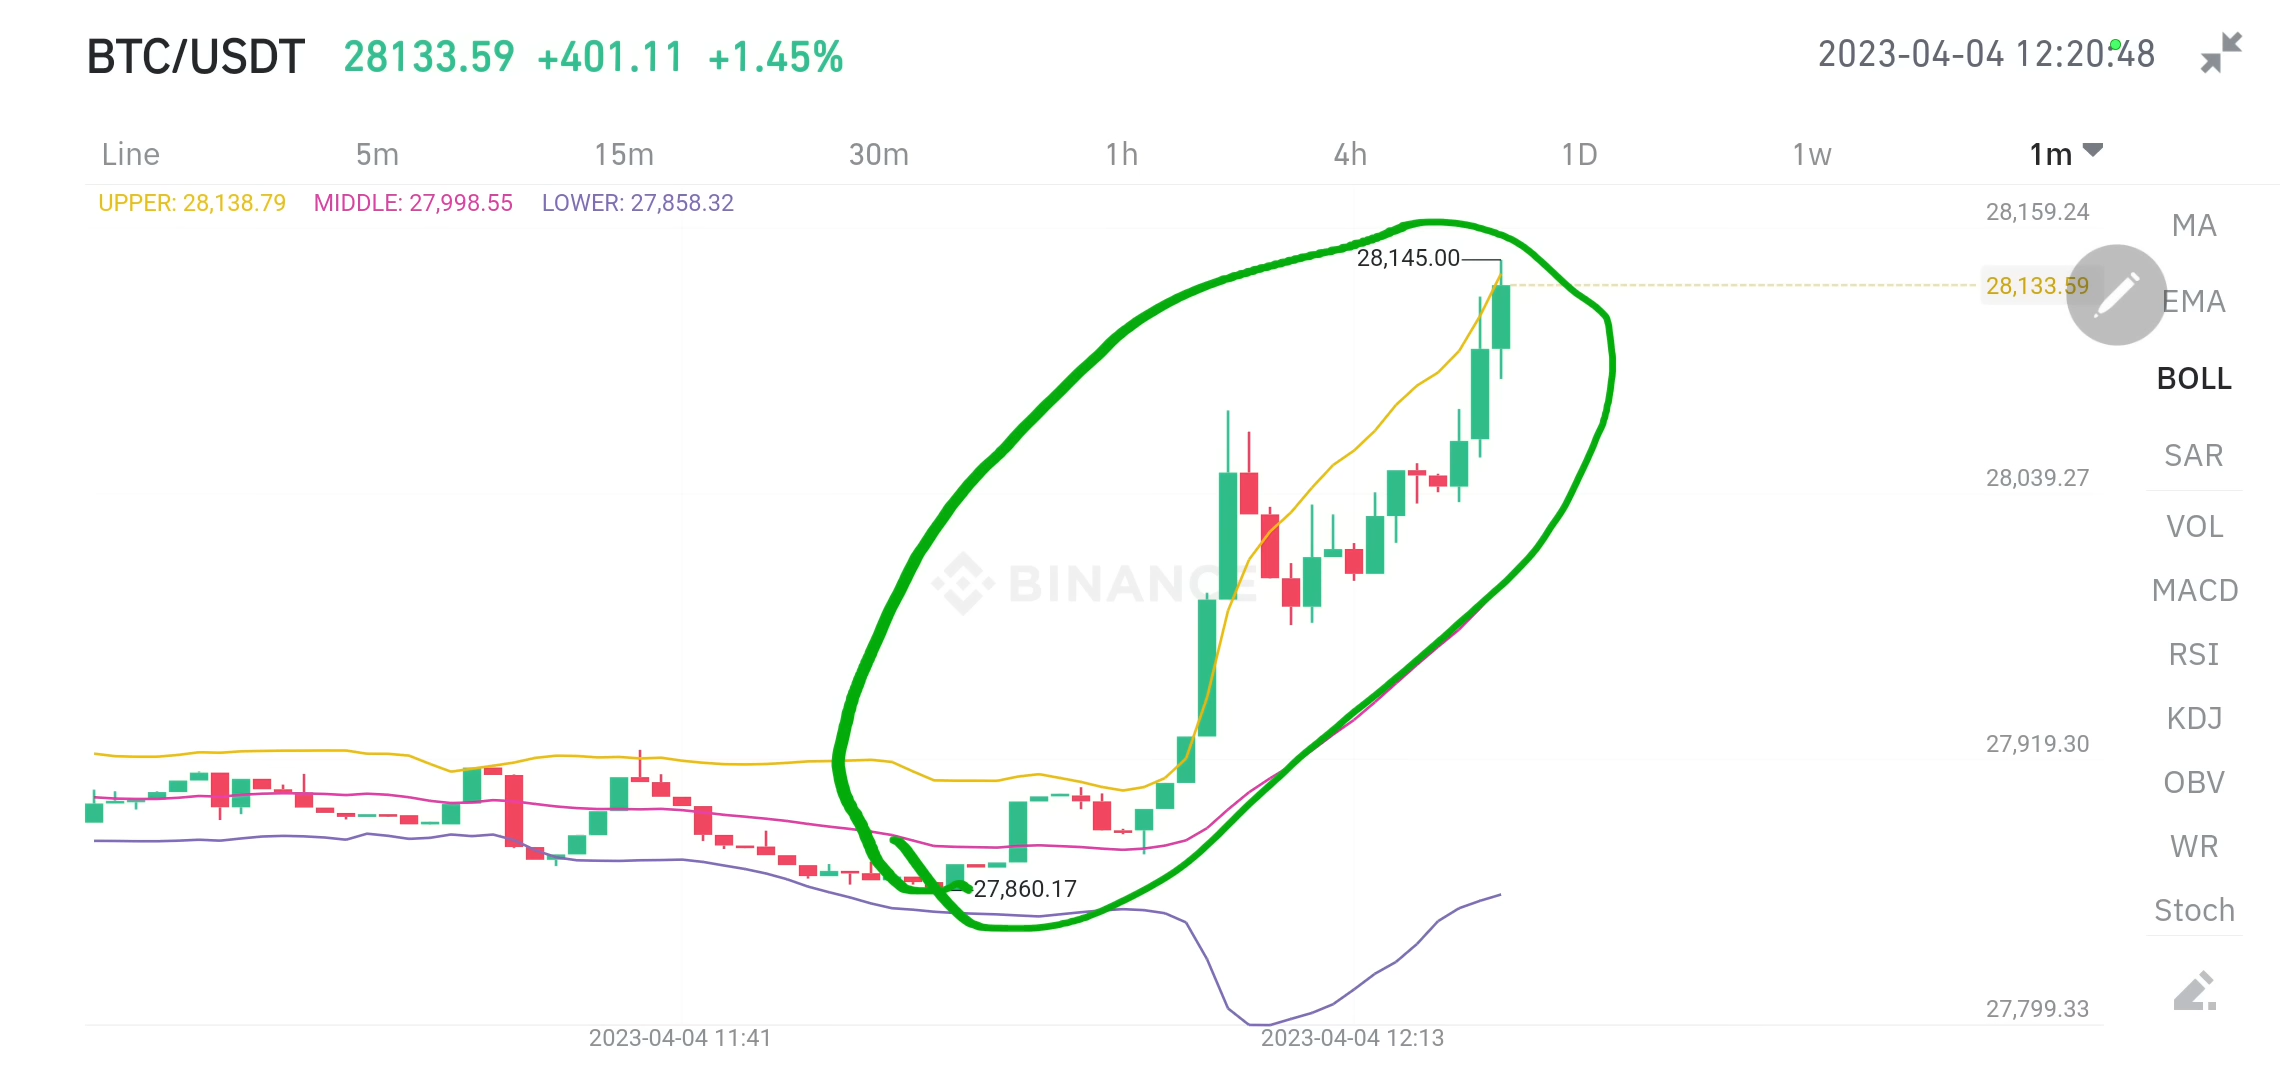 BTC/USDT 28133.59 +401.11 +1.45% 2023-04-04 12:20:48
Line 5m 15m 30m 1h 4h 1D 1w 1m
UPPER: 28,138.79 MIDDLE: 27,998.55 LOWER: 27,858.32
28,159.24
MA
28,145.00
28,133.59
EMA
BOLL
SAR
28,039.27
VOL
BINANCE
MACD
RSI
KDJ
27,919.30
OBV
WR
27,860.17
Stoch
27,799.33
2023-04-04 11:41 2023-04-04 12:13